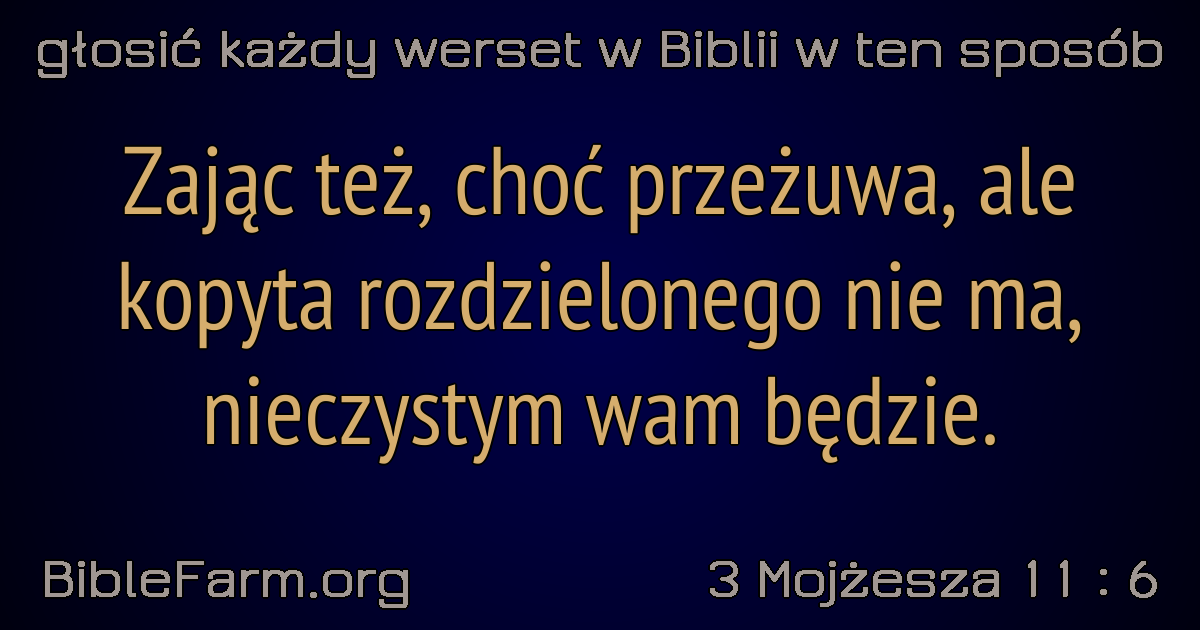 głosić każdy werset w Biblii w ten sposób
Zając też, choć przeżuwa, ale
kopyta rozdzielonego nie ma,
nieczystym wam będzie.
BibleFarm.org
3 Mojżesza 11 : 6